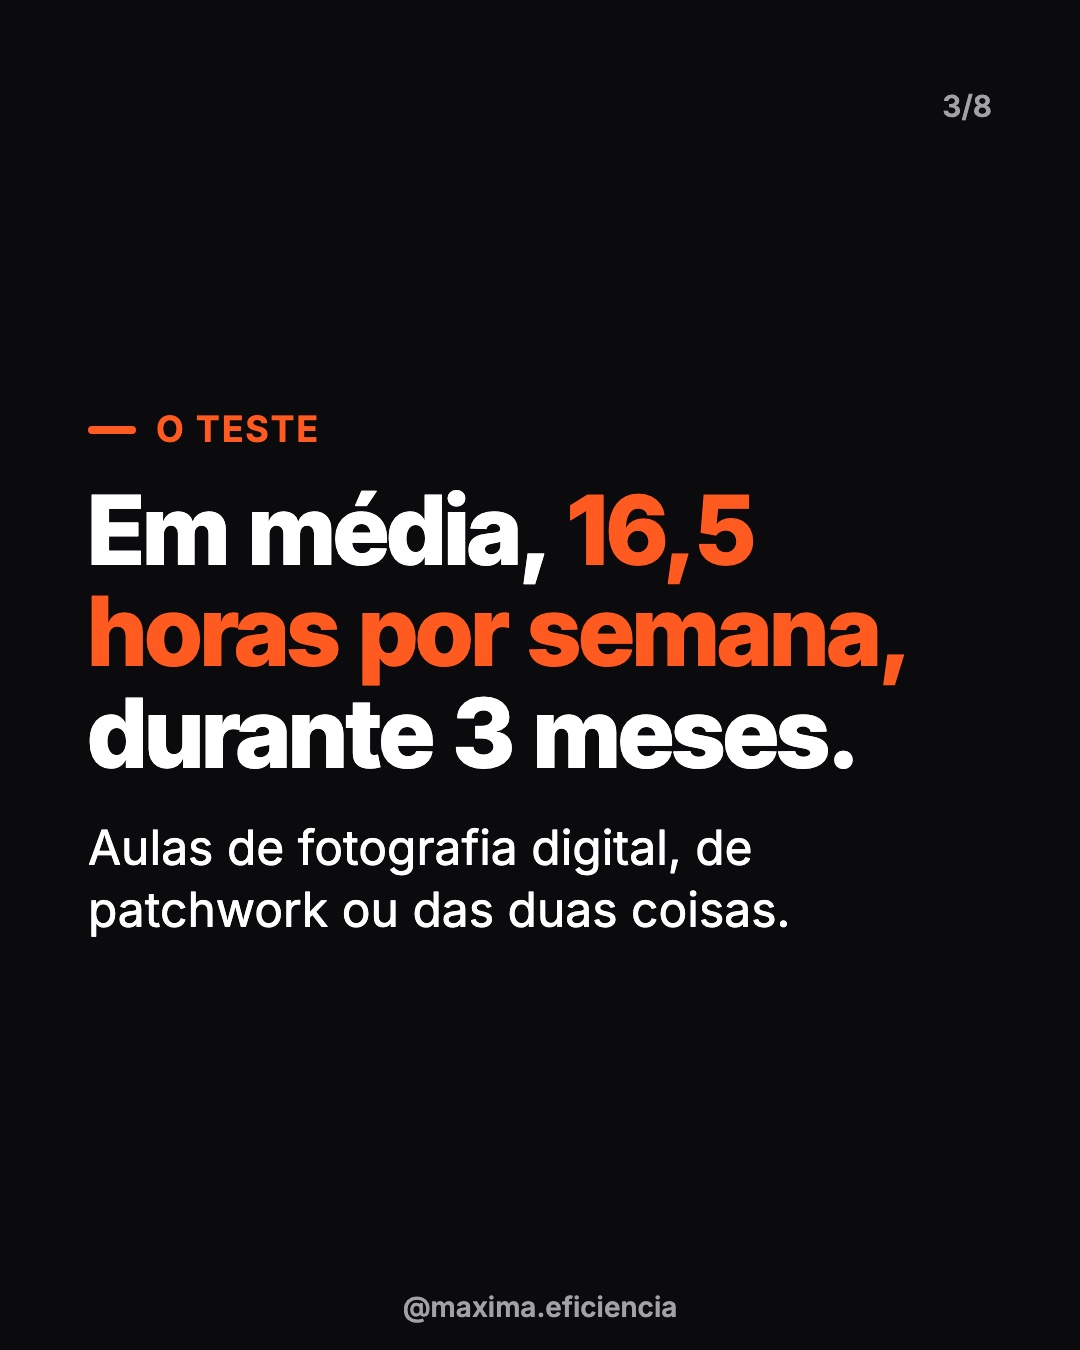 3/8
O TESTE
Em média, 16,5
horas por semana,
durante 3 meses.
Aulas de fotografia digital, de
patchwork ou das duas coisas.
@maxima.eficiencia